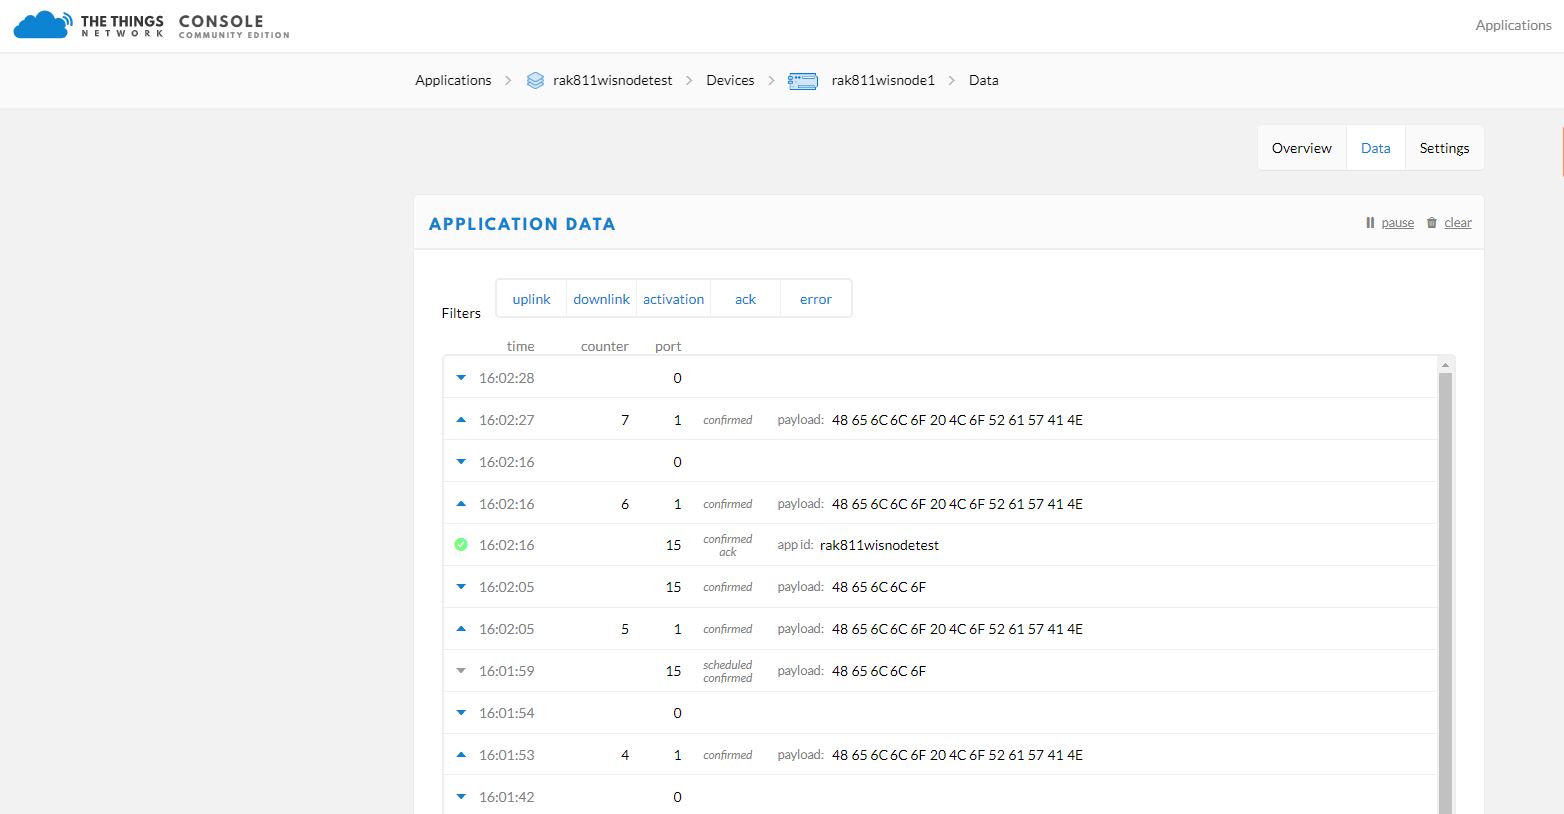 THE THINGS CONSOLE
NETWORK COMMUNITY EDITION
Applications
Applications rak811wisnodetest Devices rak811wisnode1 Data
Overview Data Settings
APPLICATION DATA pause clear
Filters uplink downlink activation ack error
time counter port
16:02:28 0
16:02:27 7 1 confirmed payload: 48 65 6C 6C 6F 20 4C 6F 52 61 57 41 4E
16:02:16 0
16:02:16 6 1 confirmed payload: 48 65 6C 6C 6F 20 4C 6F 52 61 57 41 4E
16:02:16 15 confirmed ack app id: rak811wisnodetest
16:02:05 15 confirmed payload: 48 65 6C 6C 6F
16:02:05 5 1 confirmed payload: 48 65 6C 6C 6F 20 4C 6F 52 61 57 41 4E
16:01:59 15 scheduled confirmed payload: 48 65 6C 6C 6F
16:01:54 0
16:01:53 4 1 confirmed payload: 48 65 6C 6C 6F 20 4C 6F 52 61 57 41 4E
16:01:42 0